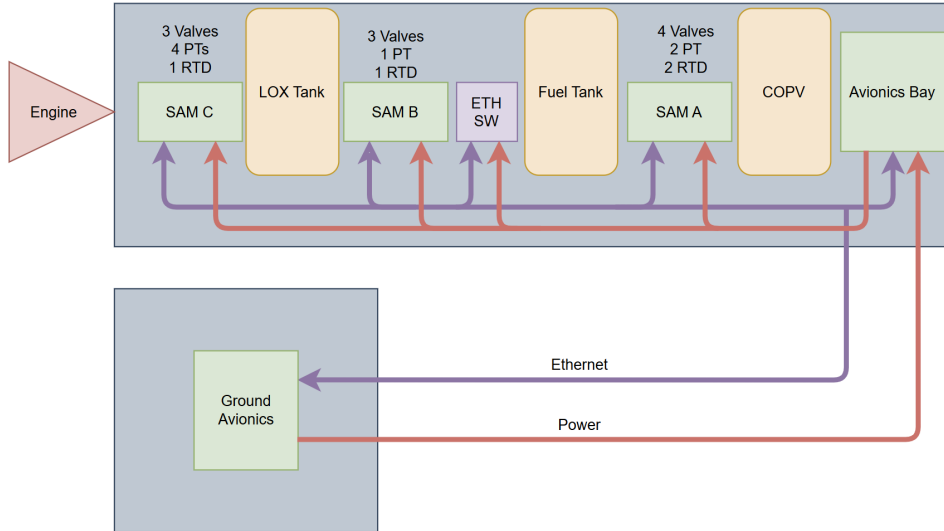 3 Valves
4 PTs
1 RTD
3 Valves
1 PT
1 RTD
4 Valves
2 PT
2 RTD
Engine
SAM C
LOX Tank
SAM B
ETH
SW
Fuel Tank
SAM A
COPV
Avionics Bay
Ethernet
Ground
Avionics
Power